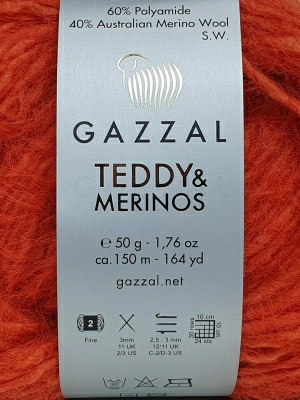 60% Polyamide
40% Australian Merino Wool
S.W.
GAZZAL
TEDDY&
MERINOS
e 50 g - 1,76 oz
ca.150 m - 164 yd
gazzal.net
2
Fine
3mm
11 UK
2/3 US
2,5 - 3 mm
12/11 UK
C-2/D-3 US
10 cm
30 rows
10 cm
24 sts